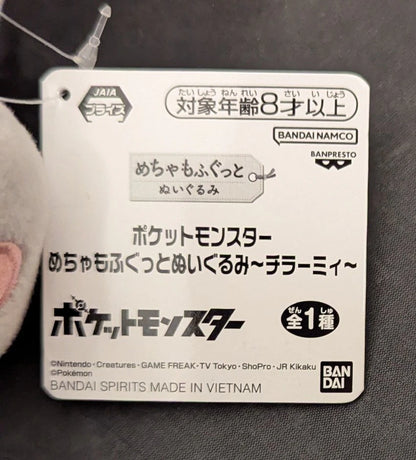 JAIA
プライズ
たいしょうねんれい さいいじょう
対象年齢8才以上
BANDAI NAMCO
BANPRESTO
めちゃもふぐっと
ぬいぐるみ
ポケットモンスター
めちゃもふぐっとぬいぐるみ〜チラーミィ〜
ポケットモンスター
ぜん しゅ
全1種
©Nintendo・Creatures・GAME FREAK・TV Tokyo・ShoPro・JR Kikaku
©Pokémon
BANDAI SPIRITS MADE IN VIETNAM
BAN
DAI